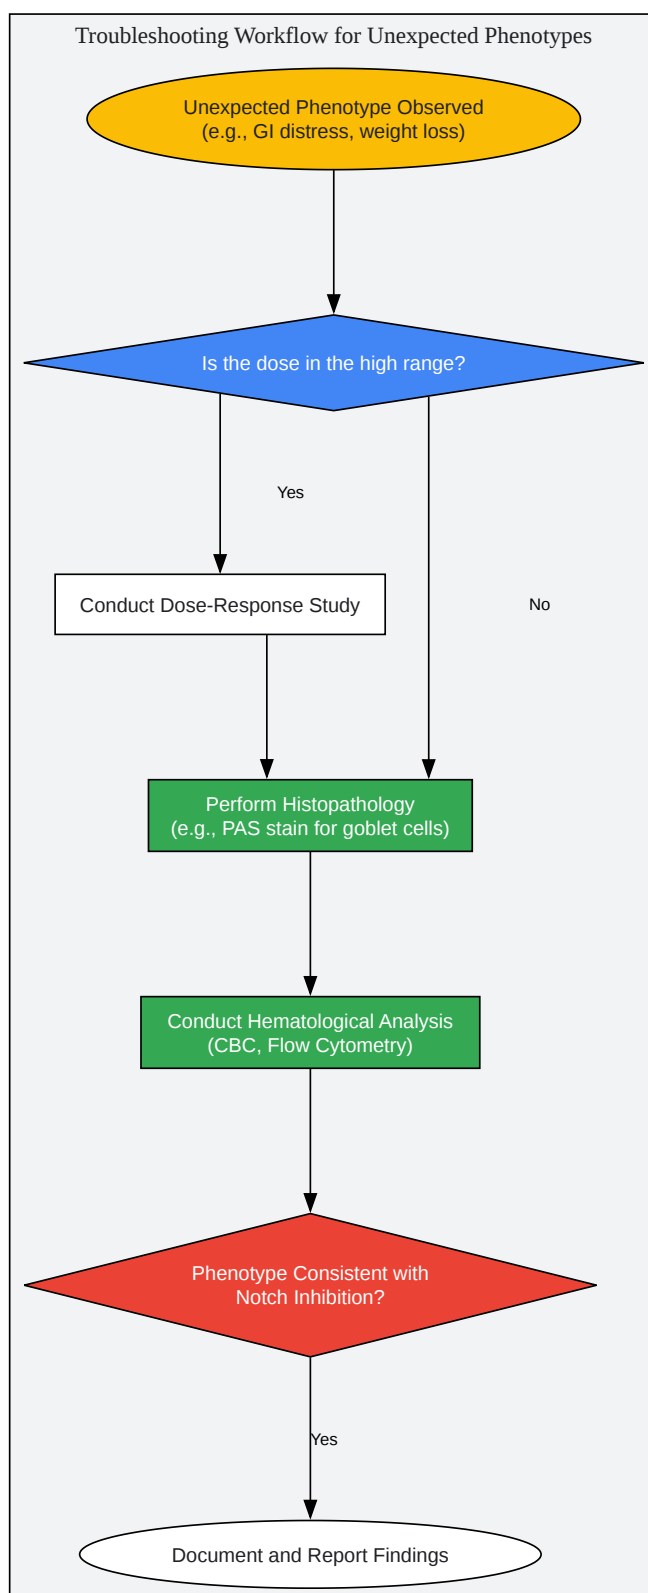 Troubleshooting Workflow for Unexpected Phenotypes
Unexpected Phenotype Observed
(e.g., GI distress, weight loss)
Is the dose in the high range?
Yes
Conduct Dose-Response Study
No
Perform Histopathology
(e.g., PAS stain for goblet cells)
Conduct Hematological Analysis
(CBC, Flow Cytometry)
Phenotype Consistent with
Notch Inhibition?
Yes
Document and Report Findings